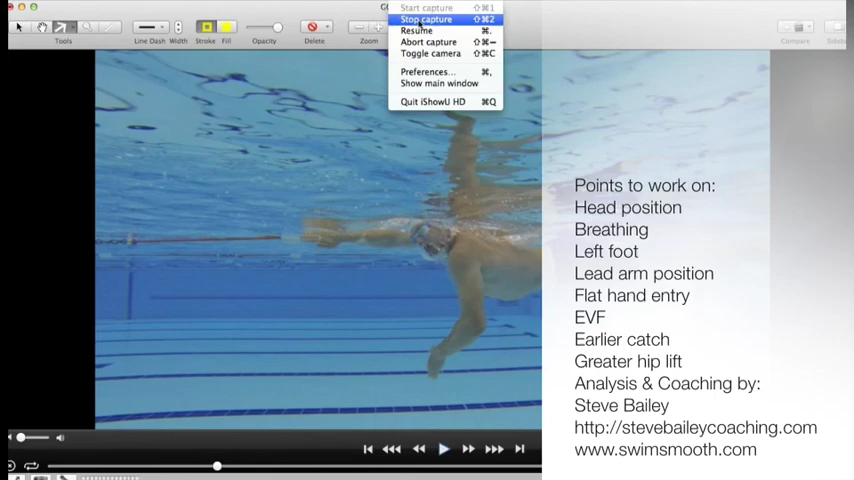 Start capture ⇧⌘1
Stop capture ⇧⌘2
Resume ⌘.
Abort capture ⇧⌘−
Toggle camera ⇧⌘C
Preferences... ⌘,
Show main window
Quit iShowU HD ⌘Q
Tools
Line Dash
Width
Stroke
Fill
Opacity
Delete
Zoom
Compare
Points to work on:
Head position
Breathing
Left foot
Lead arm position
Flat hand entry
EVF
Earlier catch
Greater hip lift
Analysis & Coaching by:
Steve Bailey
http://stevebaileycoaching.com
www.swimsmooth.com